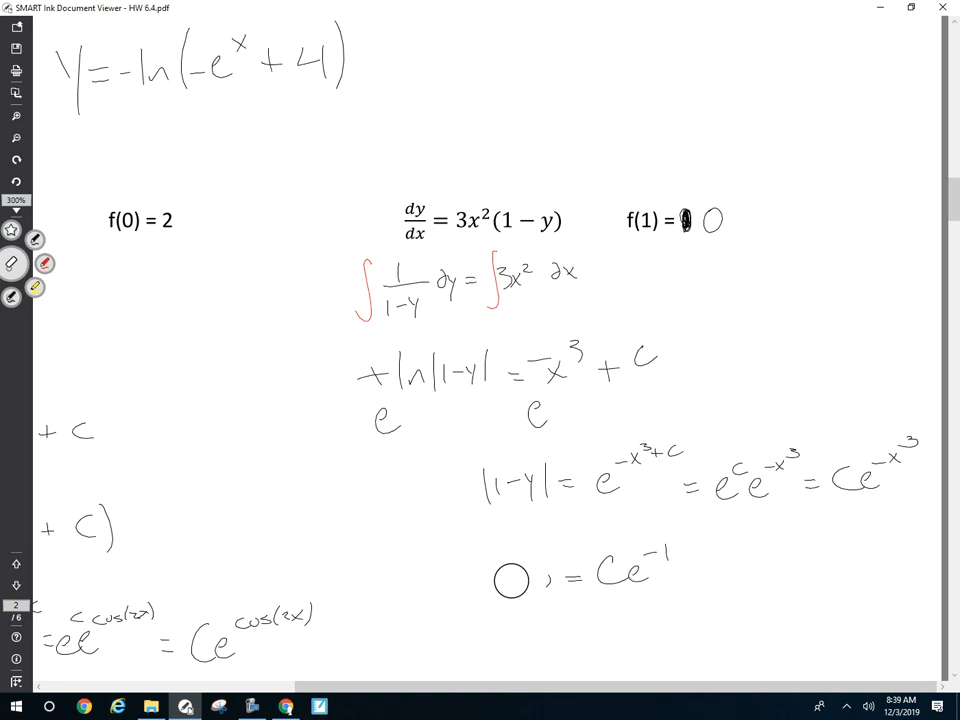 SMART Ink Document Viewer - HW 6.4.pdf
y = -ln(-e^x + 4)
f(0) = 2
dy/dx = 3x²(1 − y)
f(1) = 0
∫ 1/(1-y) dy = ∫ 3x² dx
+ ln|1-y| = -x³ + c
e e
+ c
|1-y| = e^(-x³+c) = e^c e^(-x³) = Ce^(-x³)
+ c)
= Ce^(-1)
= e^c e^(cos(2x)) = Ce^(cos(2x))
300%
2
/ 6
8:39 AM
12/3/2019